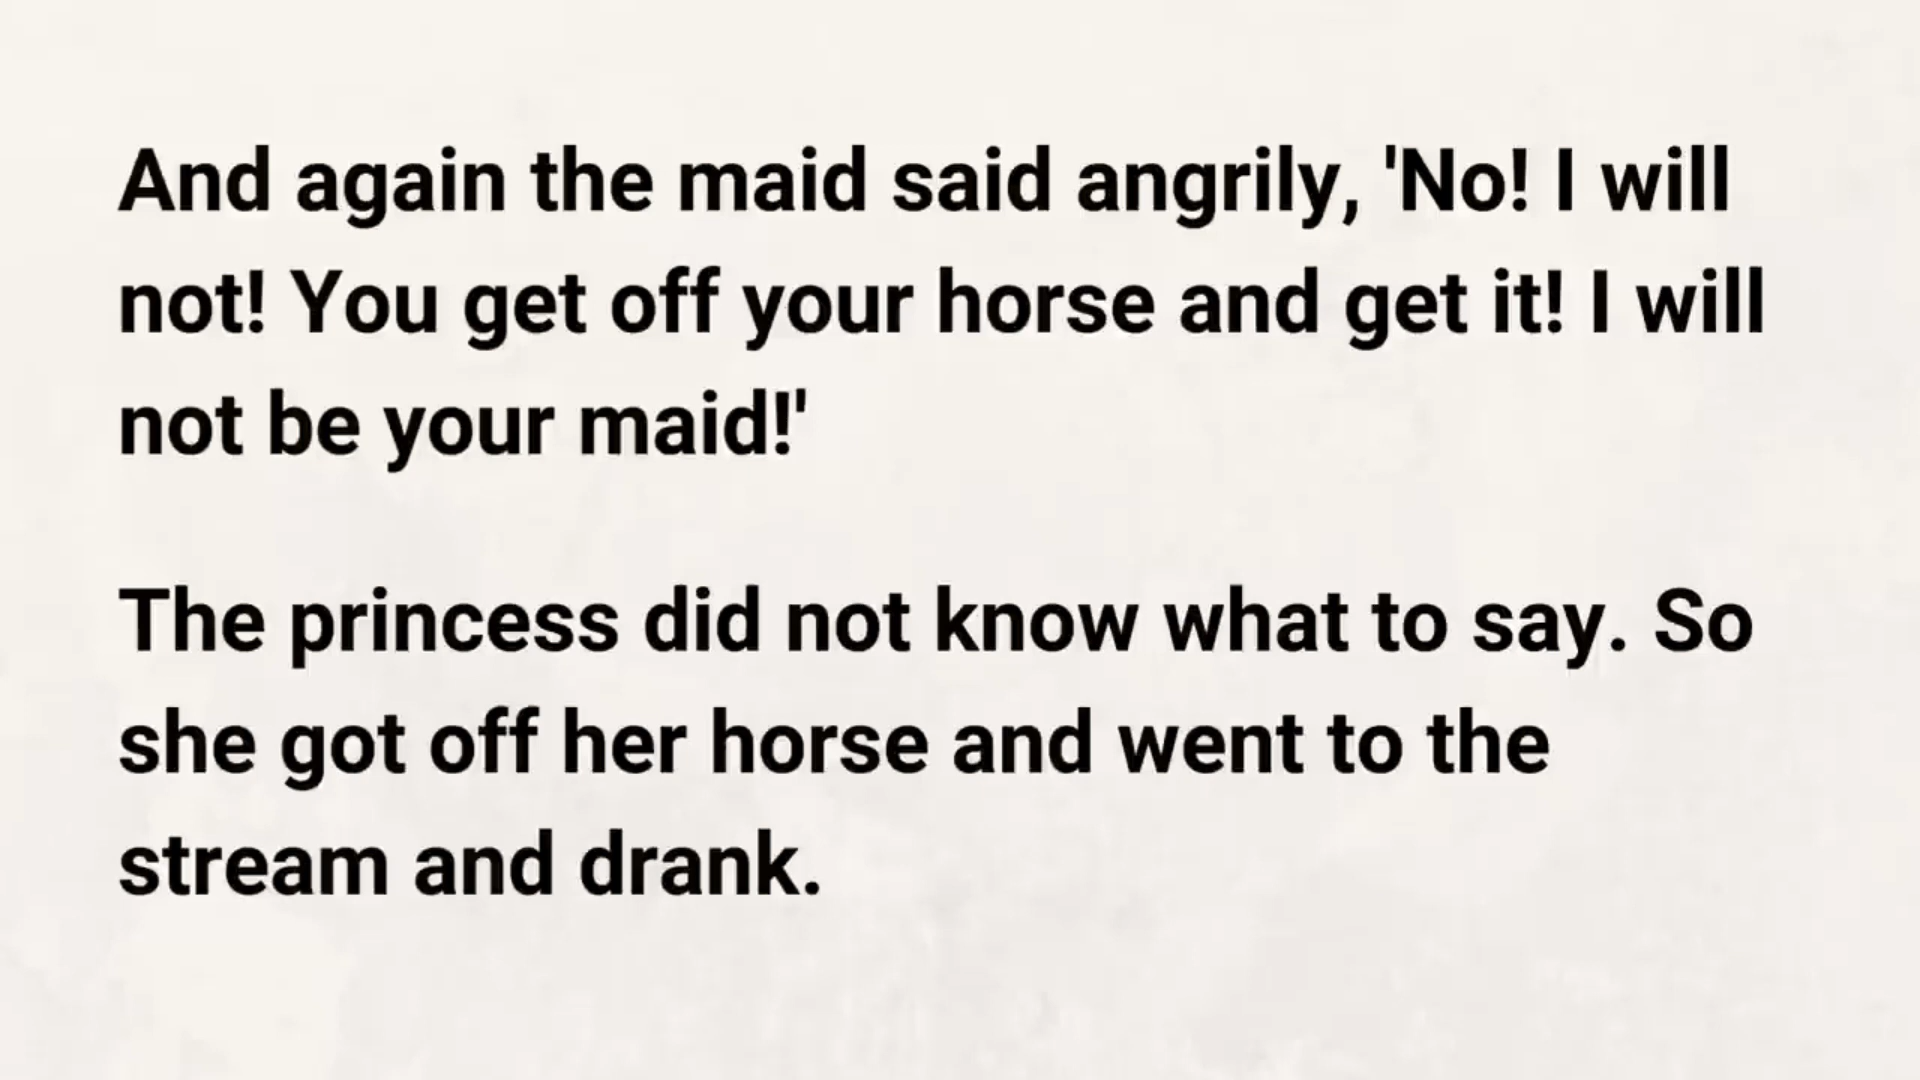 And again the maid said angrily, 'No! I will
not! You get off your horse and get it! I will
not be your maid!'
The princess did not know what to say. So
she got off her horse and went to the
stream and drank.